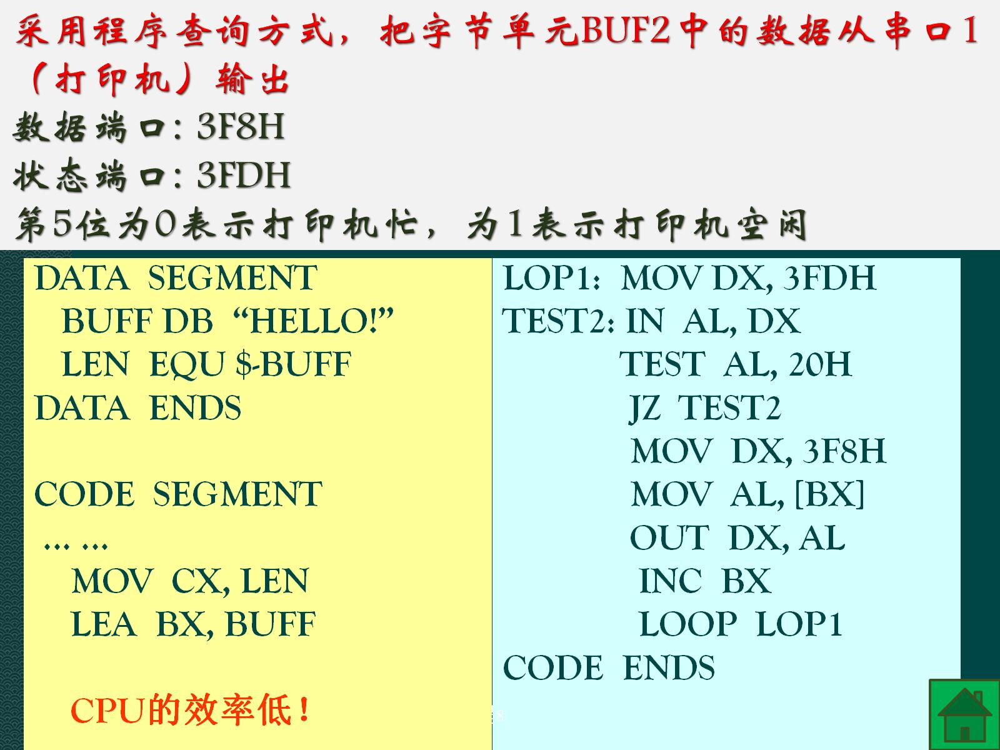 采用程序查询方式，把字节单元BUF2中的数据从串口1
（打印机）输出
数据端口: 3F8H
状态端口: 3FDH
第5位为0表示打印机忙，为1表示打印机空闲
DATA SEGMENT
BUFF DB “HELLO!”
LEN EQU $-BUFF
DATA ENDS
CODE SEGMENT
... ...
MOV CX, LEN
LEA BX, BUFF
CPU的效率低！
LOP1: MOV DX, 3FDH
TEST2: IN AL, DX
TEST AL, 20H
JZ TEST2
MOV DX, 3F8H
MOV AL, [BX]
OUT DX, AL
INC BX
LOOP LOP1
CODE ENDS
8